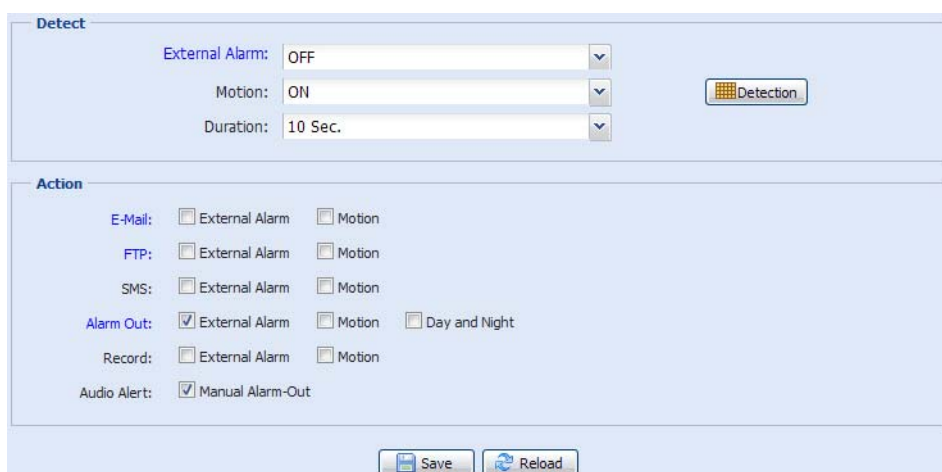 Detect
External Alarm: OFF
Motion: ON Detection
Duration: 10 Sec.
Action
E-Mail: External Alarm Motion
FTP: External Alarm Motion
SMS: External Alarm Motion
Alarm Out: External Alarm Motion Day and Night
Record: External Alarm Motion
Audio Alert: Manual Alarm-Out
Save Reload